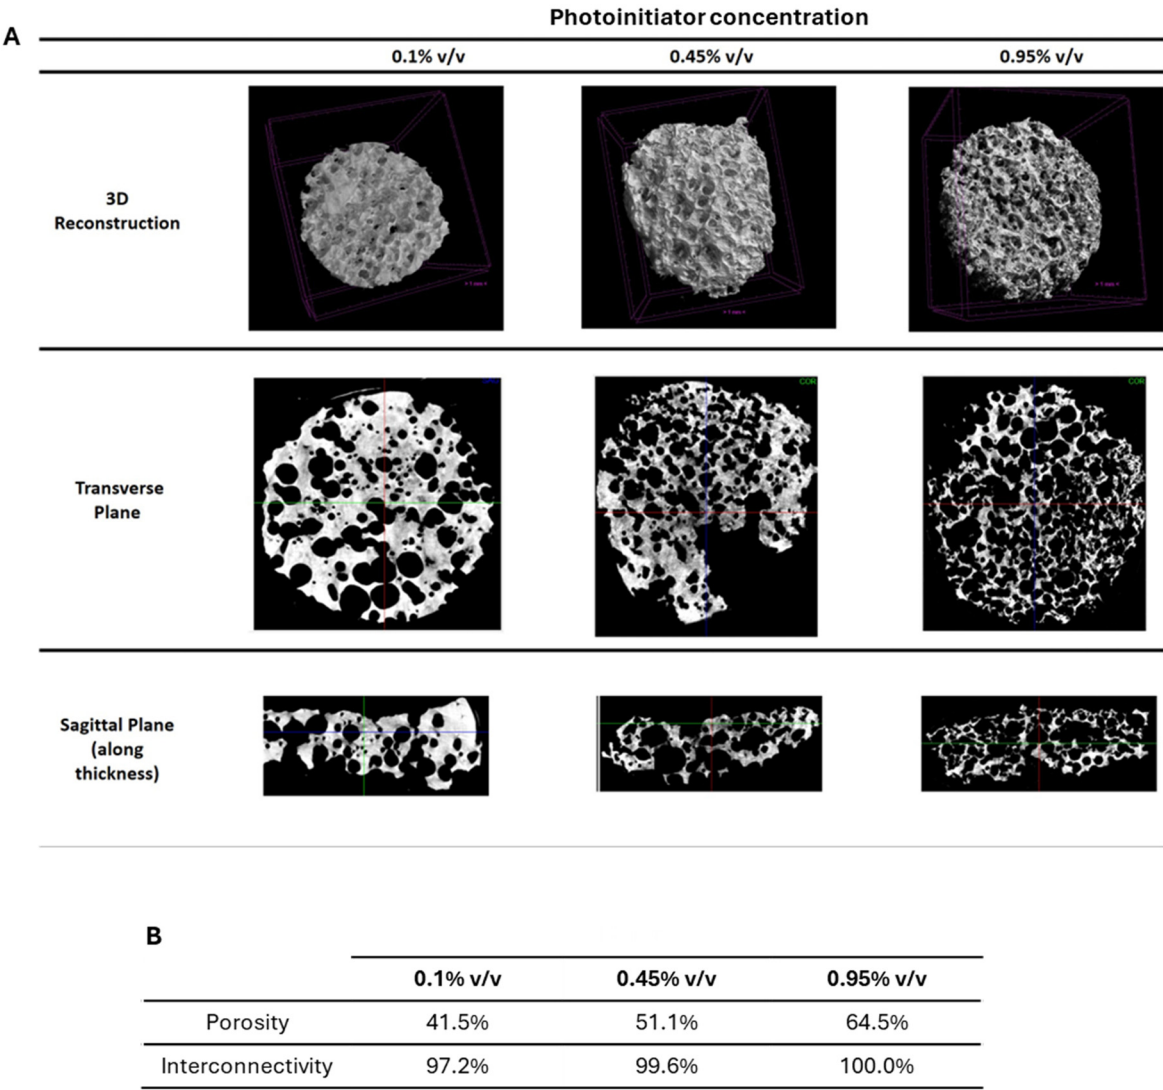 Photoinitiator concentration
A
0.1% v/v 0.45% v/v 0.95% v/v
3D
Reconstruction
COR COR
Transverse
Plane
Sagittal Plane
(along
thickness)
B
0.1% v/v 0.45% v/v 0.95% v/v
Porosity 41.5% 51.1% 64.5%
Interconnectivity 97.2% 99.6% 100.0%